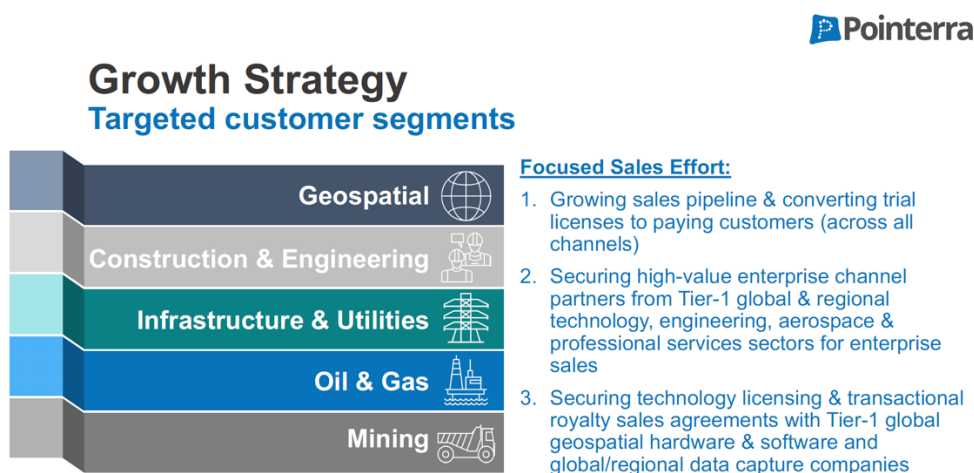 Pointerra
Growth Strategy
Targeted customer segments
Geospatial
Construction & Engineering
Infrastructure & Utilities
Oil & Gas
Mining
Focused Sales Effort:
1. Growing sales pipeline & converting trial
licenses to paying customers (across all
channels)
2. Securing high-value enterprise channel
partners from Tier-1 global & regional
technology, engineering, aerospace &
professional services sectors for enterprise
sales
3. Securing technology licensing & transactional
royalty sales agreements with Tier-1 global
geospatial hardware & software and
global/regional data capture companies